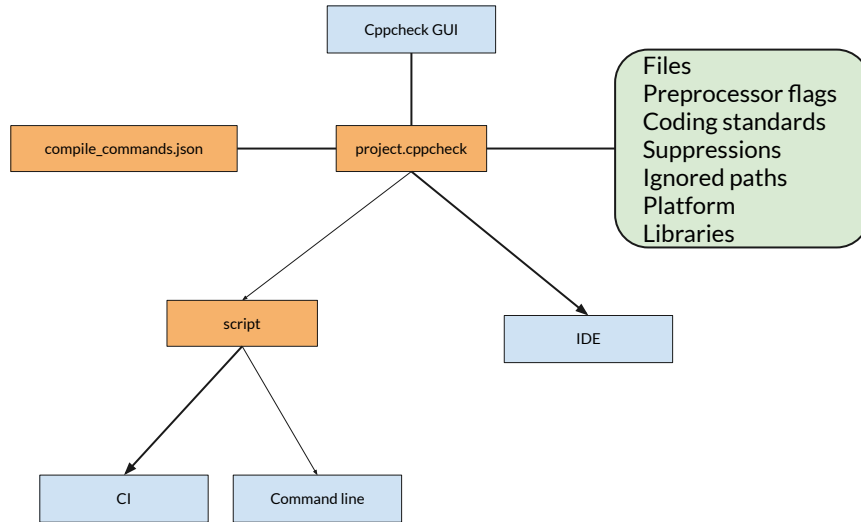 Cppcheck GUI
Files
Preprocessor flags
Coding standards
Suppressions
Ignored paths
Platform
Libraries
compile_commands.json
project.cppcheck
script
IDE
CI
Command line